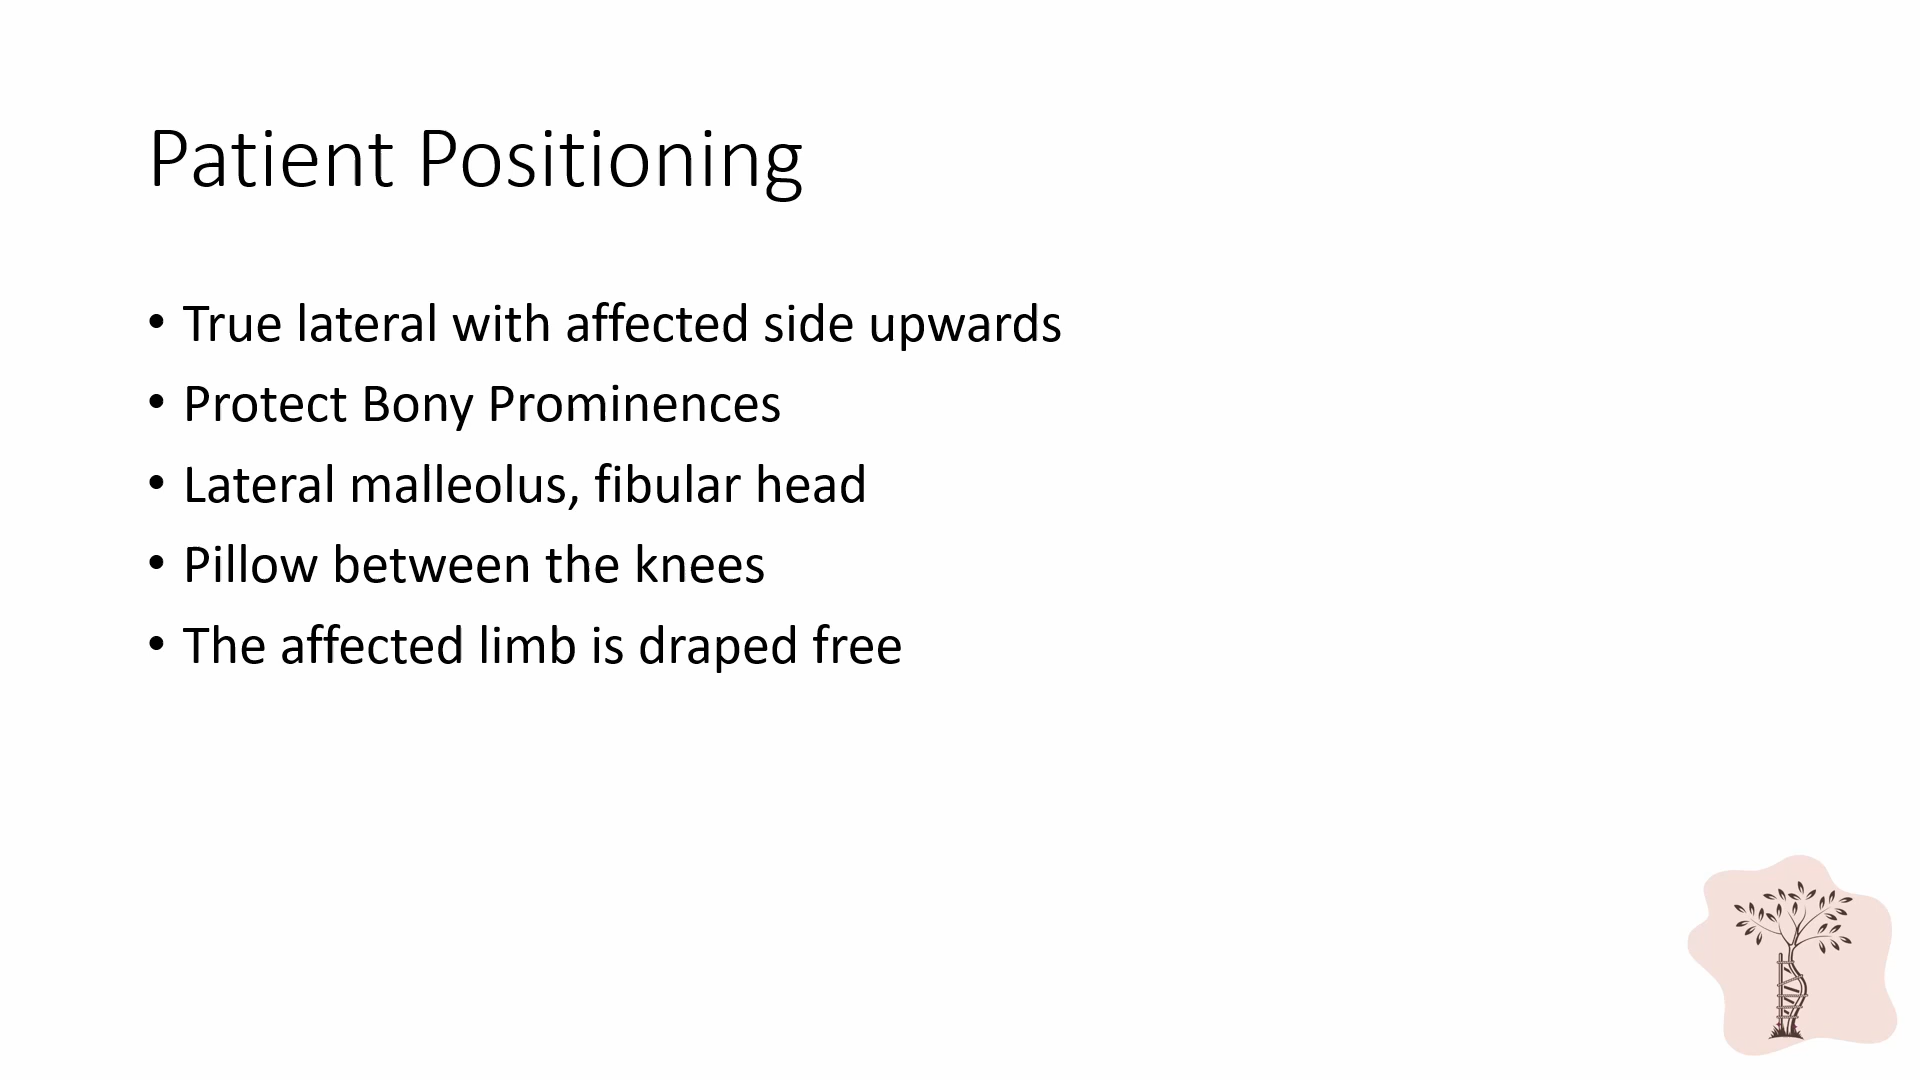 Patient Positioning
• True lateral with affected side upwards
• Protect Bony Prominences
• Lateral malleolus, fibular head
• Pillow between the knees
• The affected limb is draped free